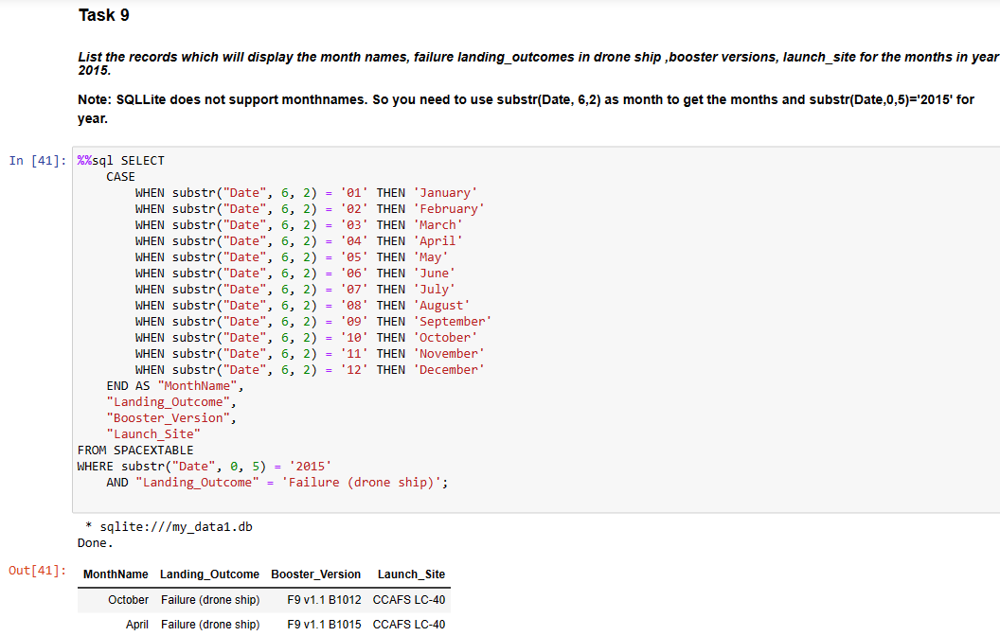 Task 9
List the records which will display the month names, failure landing_outcomes in drone ship ,booster versions, launch_site for the months in year
2015.
Note: SQLLite does not support monthnames. So you need to use substr(Date, 6,2) as month to get the months and substr(Date,0,5)='2015' for
year.
In [41]: %%sql SELECT
CASE
WHEN substr("Date", 6, 2) = '01' THEN 'January'
WHEN substr("Date", 6, 2) = '02' THEN 'February'
WHEN substr("Date", 6, 2) = '03' THEN 'March'
WHEN substr("Date", 6, 2) = '04' THEN 'April'
WHEN substr("Date", 6, 2) = '05' THEN 'May'
WHEN substr("Date", 6, 2) = '06' THEN 'June'
WHEN substr("Date", 6, 2) = '07' THEN 'July'
WHEN substr("Date", 6, 2) = '08' THEN 'August'
WHEN substr("Date", 6, 2) = '09' THEN 'September'
WHEN substr("Date", 6, 2) = '10' THEN 'October'
WHEN substr("Date", 6, 2) = '11' THEN 'November'
WHEN substr("Date", 6, 2) = '12' THEN 'December'
END AS "MonthName",
"Landing_Outcome",
"Booster_Version",
"Launch_Site"
FROM SPACEXTABLE
WHERE substr("Date", 0, 5) = '2015'
AND "Landing_Outcome" = 'Failure (drone ship)';
* sqlite:///my_data1.db
Done.
Out[41]: MonthName Landing_Outcome Booster_Version Launch_Site
October Failure (drone ship) F9 v1.1 B1012 CCAFS LC-40
April Failure (drone ship) F9 v1.1 B1015 CCAFS LC-40